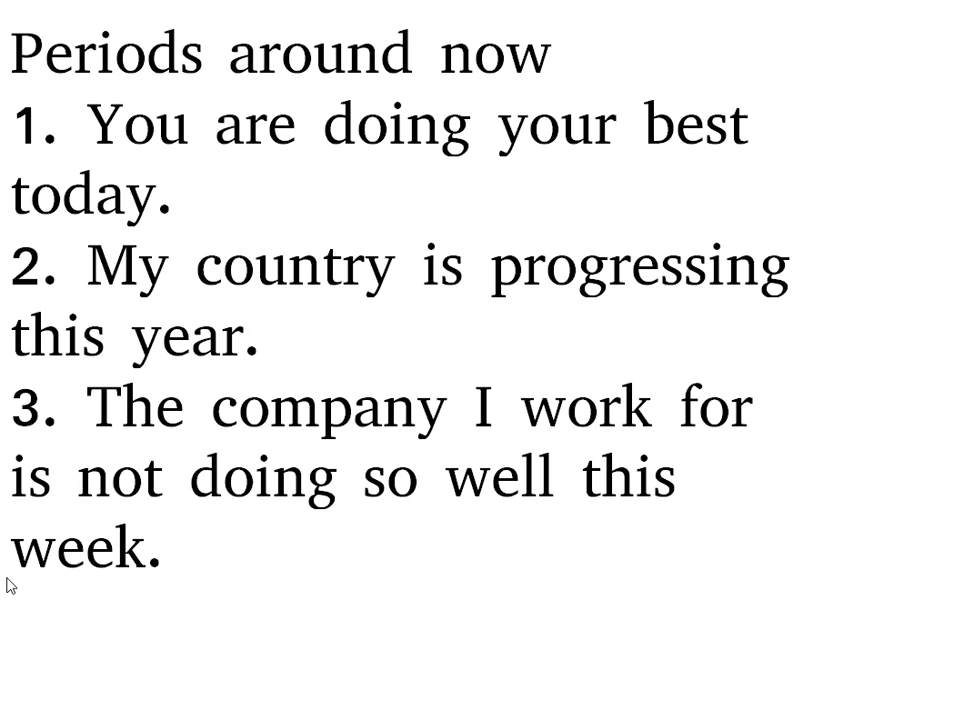 Periods around now
1. You are doing your best
today.
2. My country is progressing
this year.
3. The company I work for
is not doing so well this
week.